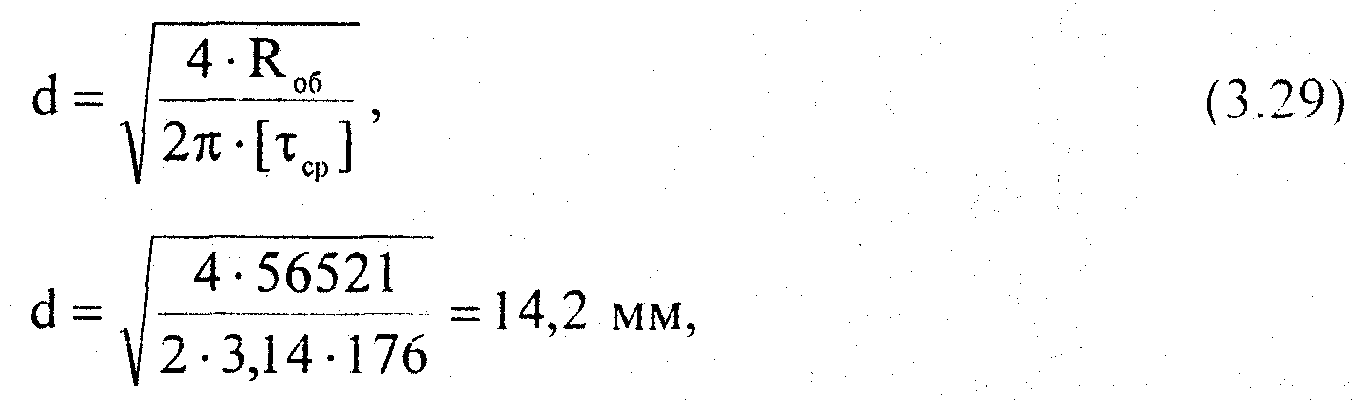 d = √(4 · R_об / 2π · [τ_ср]), (3.29)
d = √(4 · 56521 / 2 · 3,14 · 176) = 14,2 мм,